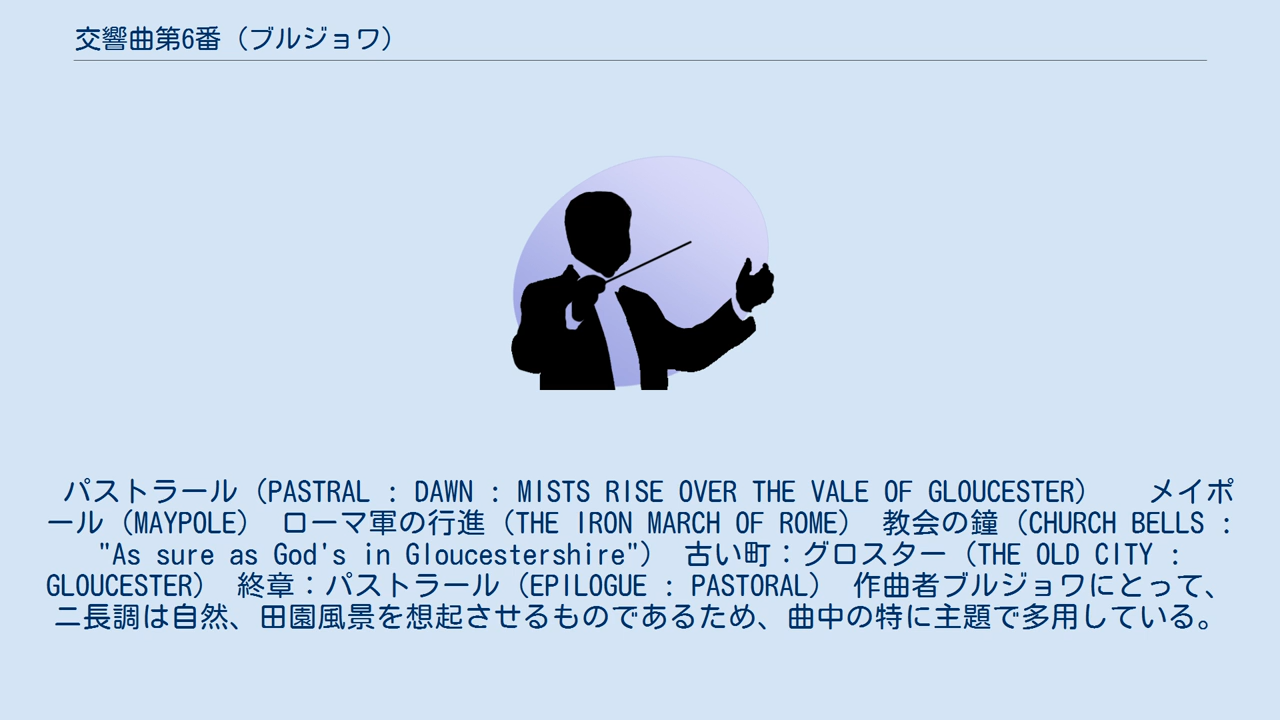 交響曲第6番（ブルジョワ）
パストラール（PASTRAL : DAWN : MISTS RISE OVER THE VALE OF GLOUCESTER）　メイポ
ール（MAYPOLE） ローマ軍の行進（THE IRON MARCH OF ROME） 教会の鐘（CHURCH BELLS :
"As sure as God's in Gloucestershire"） 古い町：グロスター（THE OLD CITY :
GLOUCESTER） 終章：パストラール（EPILOGUE : PASTORAL） 作曲者ブルジョワにとって、
ニ長調は自然、田園風景を想起させるものであるため、曲中の特に主題で多用している。